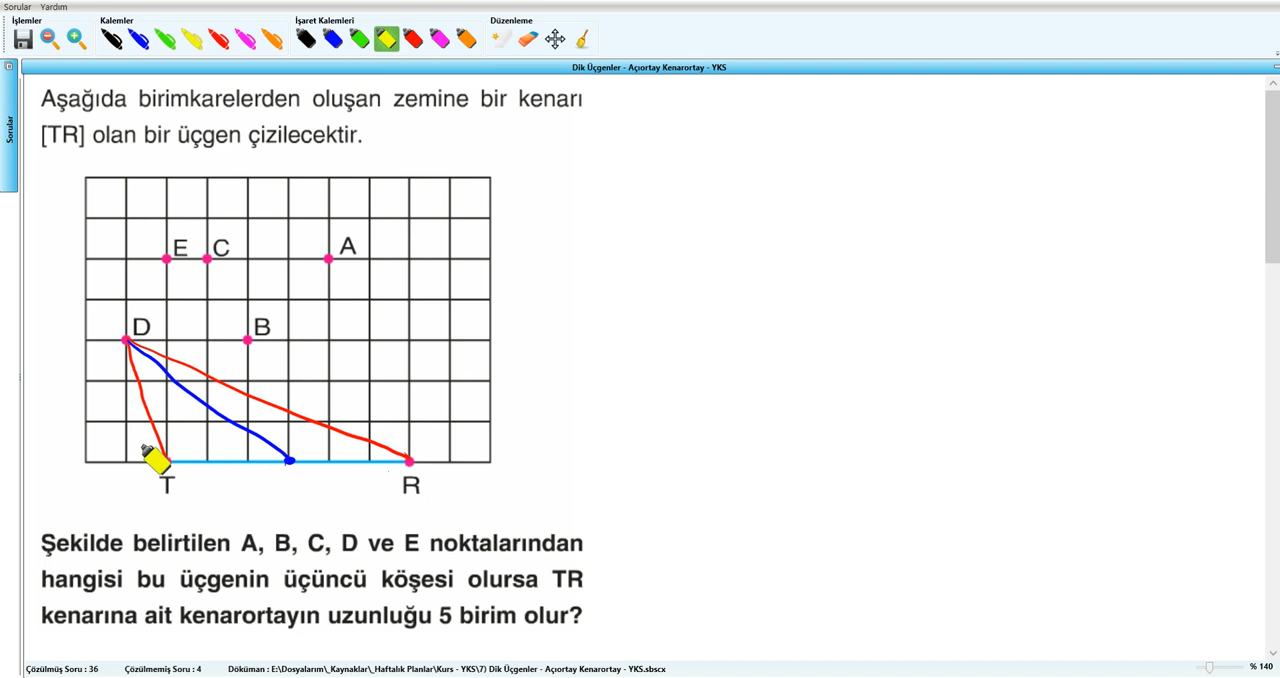 Sorular Yardım
İşlemler Kalemler İşaret Kalemleri Düzenleme
Dik Üçgenler - Açıortay Kenarortay - YKS
Sorular
Aşağıda birimkarelerden oluşan zemine bir kenarı
[TR] olan bir üçgen çizilecektir.
E C A
D B
T R
Şekilde belirtilen A, B, C, D ve E noktalarından
hangisi bu üçgenin üçüncü köşesi olursa TR
kenarına ait kenarortayın uzunluğu 5 birim olur?
Çözülmüş Soru : 36 Çözülmemiş Soru : 4 Döküman : E:\Dosyalarım\_Kaynaklar\_Haftalık Planlar\Kurs - YKS\7) Dik Üçgenler - Açıortay Kenarortay - YKS.sbscx % 140